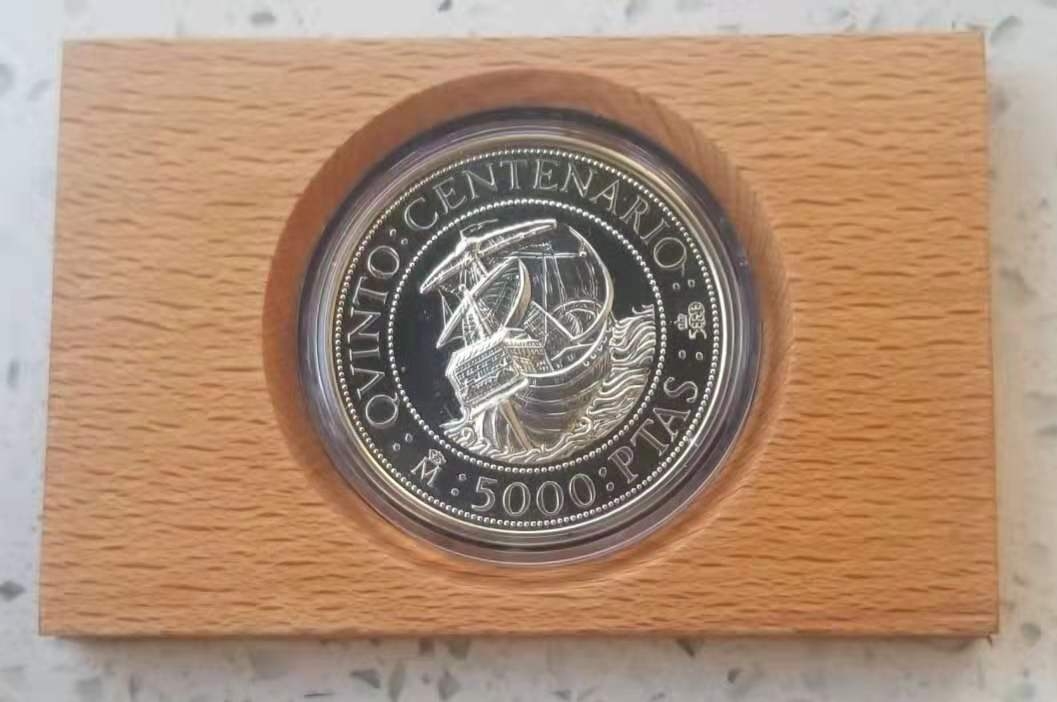 QVINTO : CENTENARIO
M : 5000 : PTAS